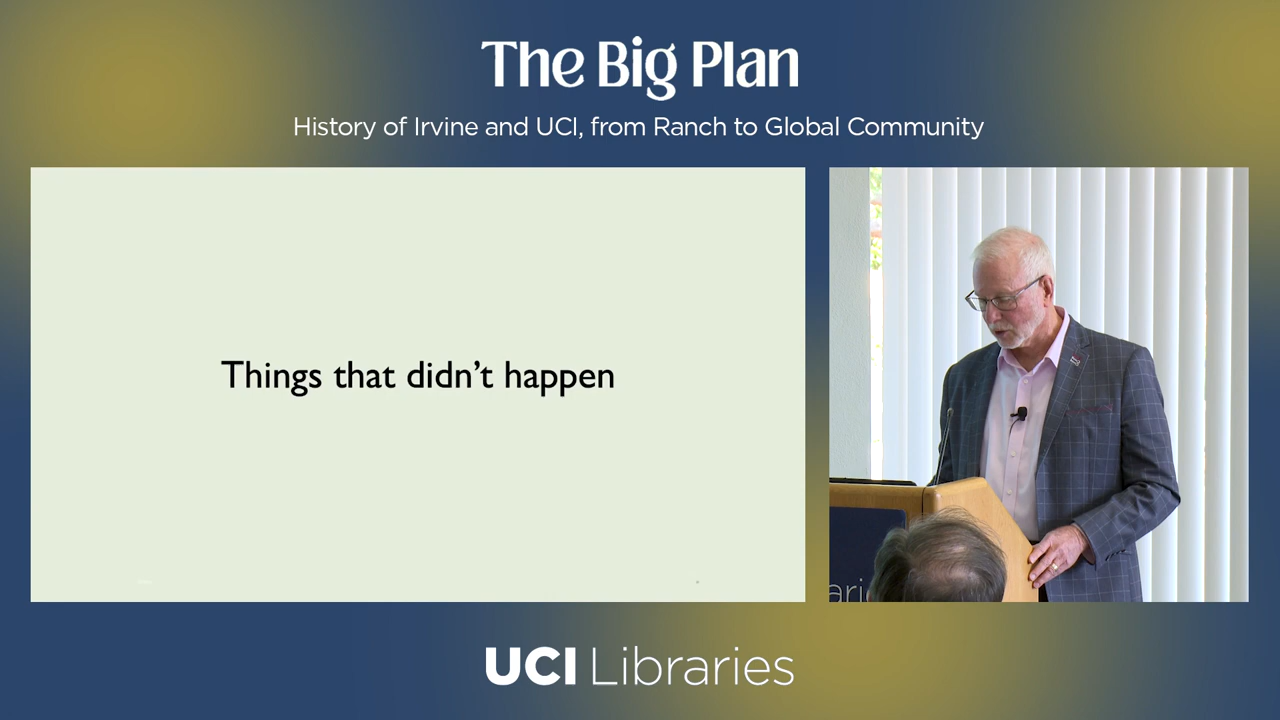 The Big Plan
History of Irvine and UCI, from Ranch to Global Community
Things that didn't happen
UCI Libraries